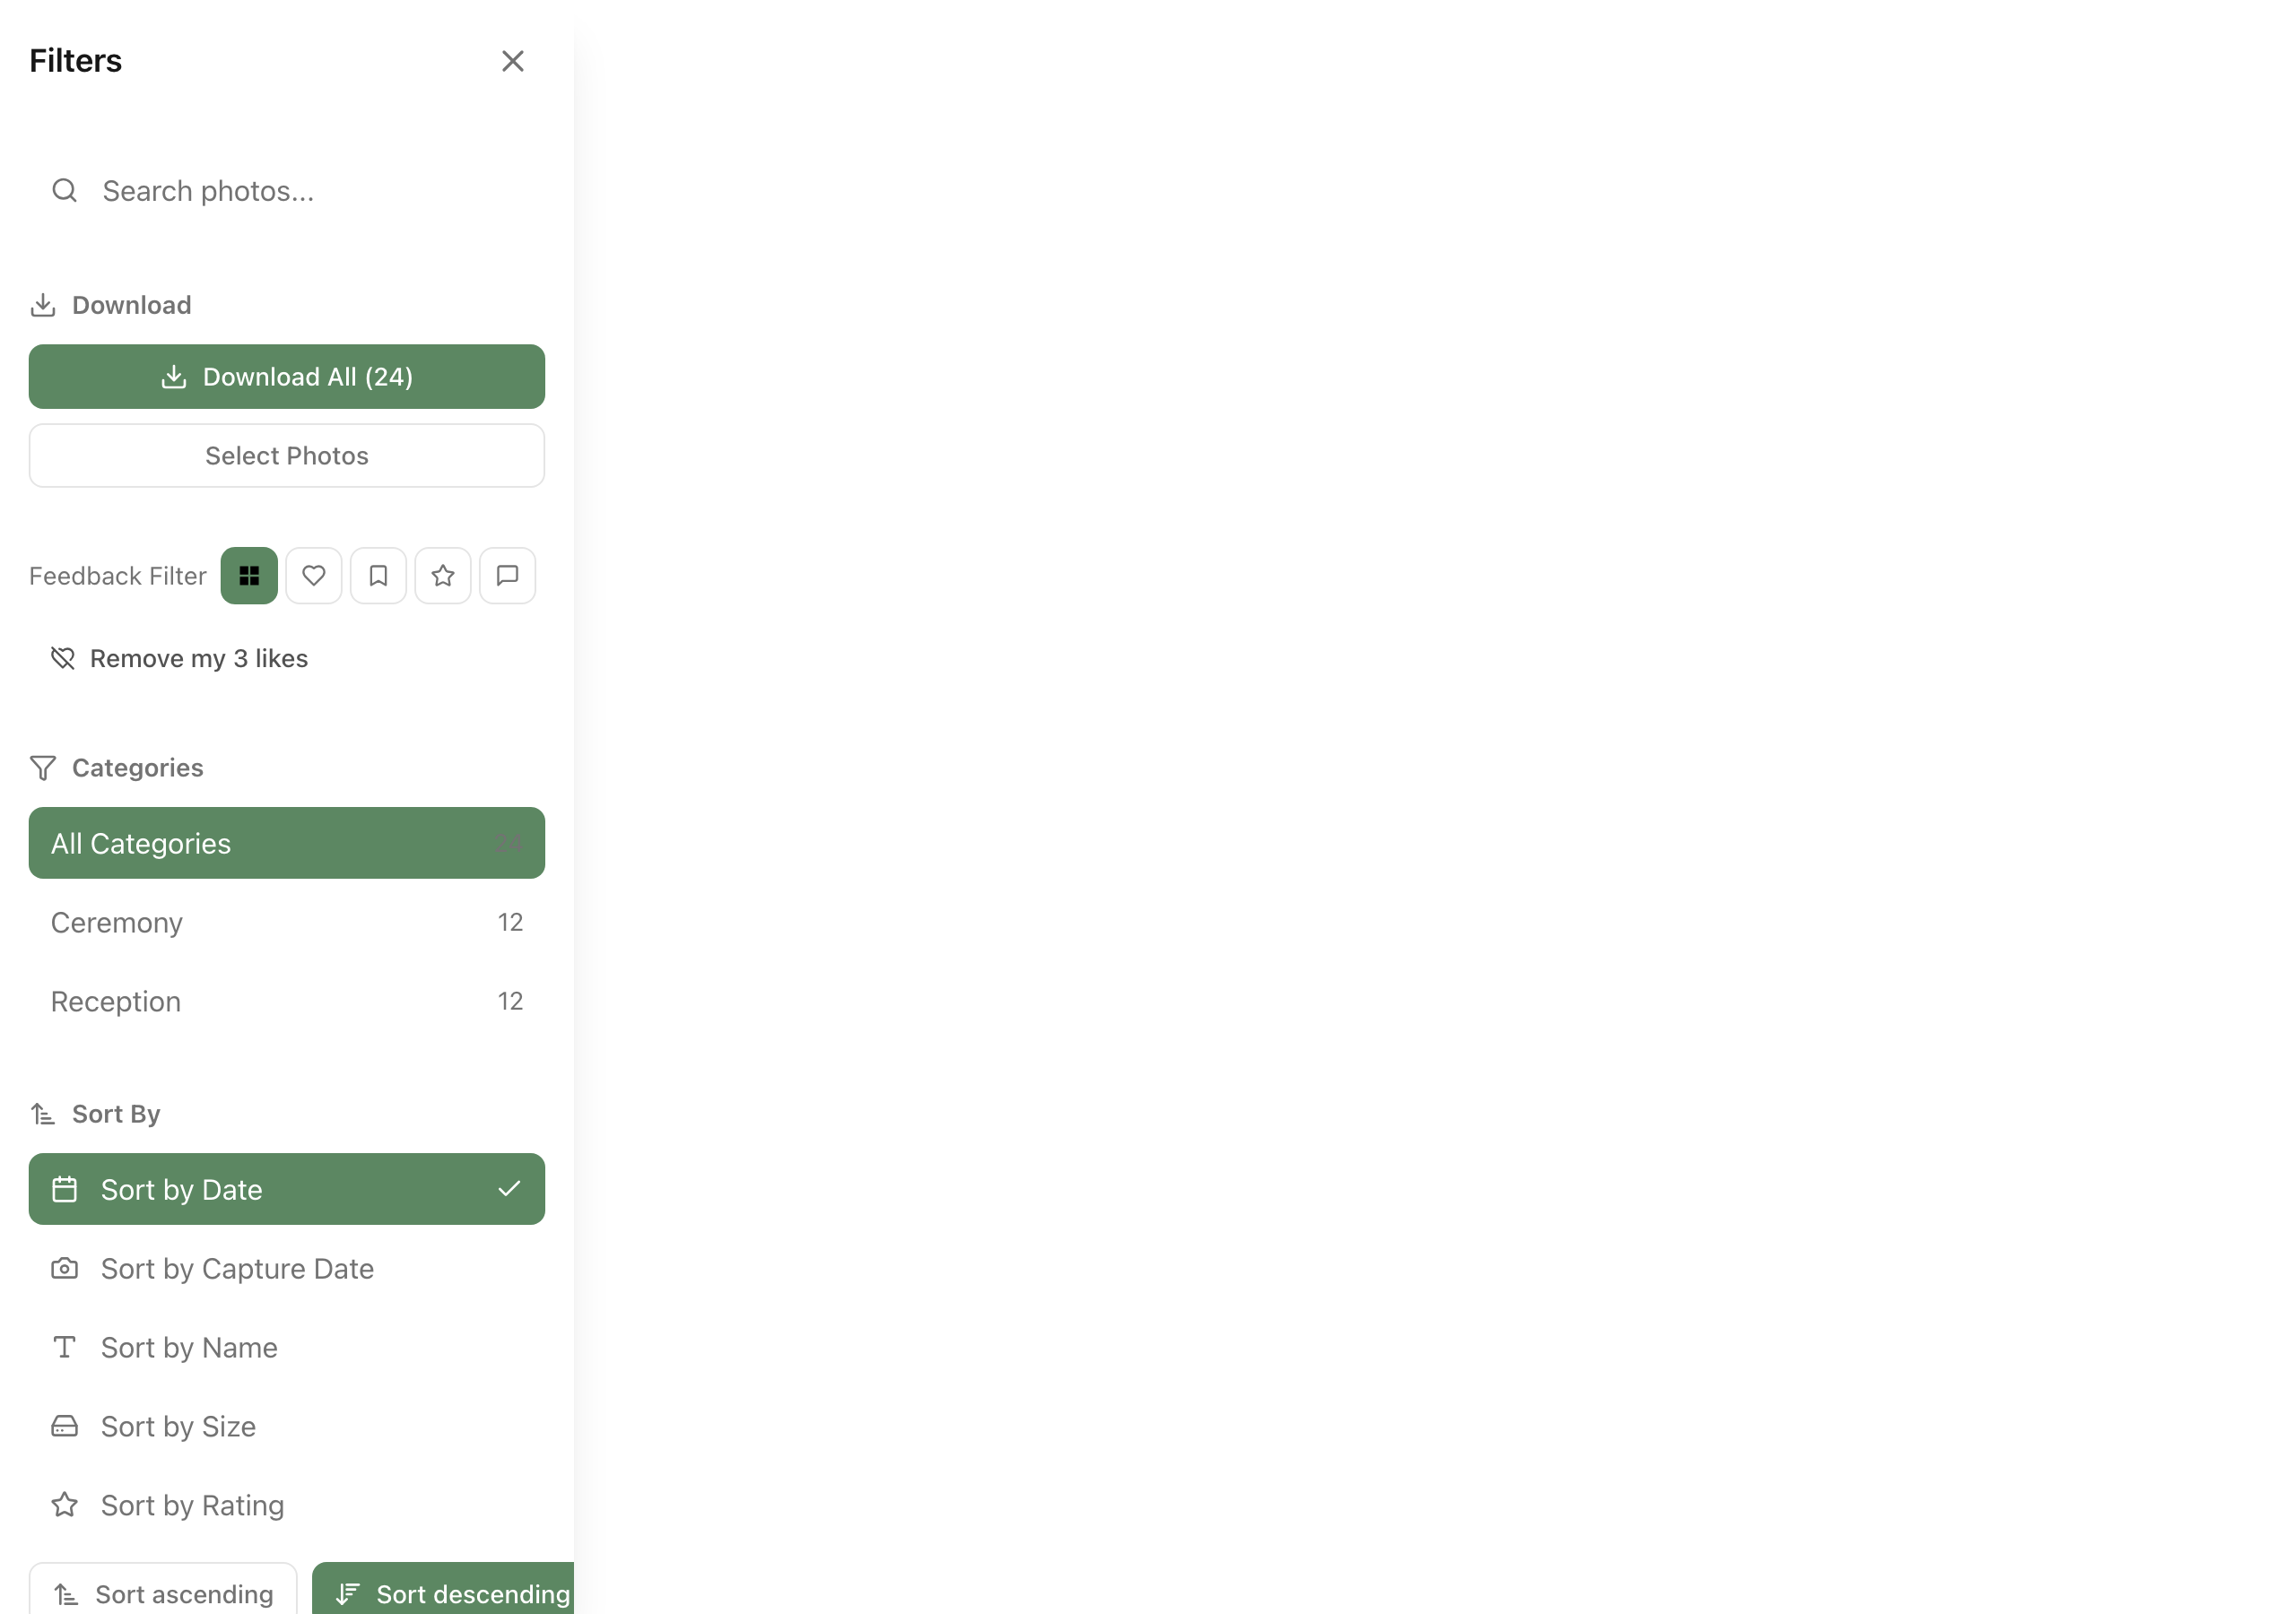 Filters
Search photos...
Download
Download All (24)
Select Photos
Feedback Filter
Remove my 3 likes
Categories
All Categories 24
Ceremony 12
Reception 12
Sort By
Sort by Date
Sort by Capture Date
Sort by Name
Sort by Size
Sort by Rating
Sort ascending Sort descending